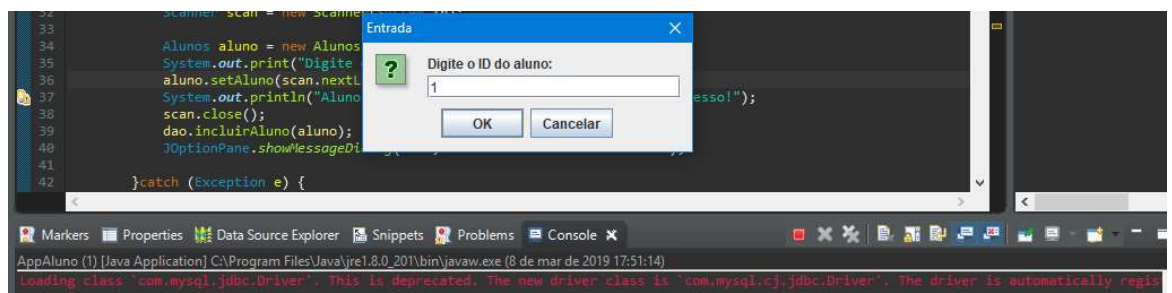 32 Scanner scan = new Scanner
33
34 Alunos aluno = new Alunos
35 System.out.print("Digite
36 aluno.setAluno(scan.nextL
37 System.out.println("Aluno esso!");
38 scan.close();
39 dao.incluirAluno(aluno);
40 JOptionPane.showMessageDi
41
42 }catch (Exception e) {
Entrada
Digite o ID do aluno:
1
OK Cancelar
Markers Properties Data Source Explorer Snippets Problems Console
AppAluno (1) [Java Application] C:\Program Files\Java\jre1.8.0_201\bin\javaw.exe (8 de mar de 2019 17:51:14)
Loading class `com.mysql.jdbc.Driver'. This is deprecated. The new driver class is `com.mysql.cj.jdbc.Driver'. The driver is automatically regis